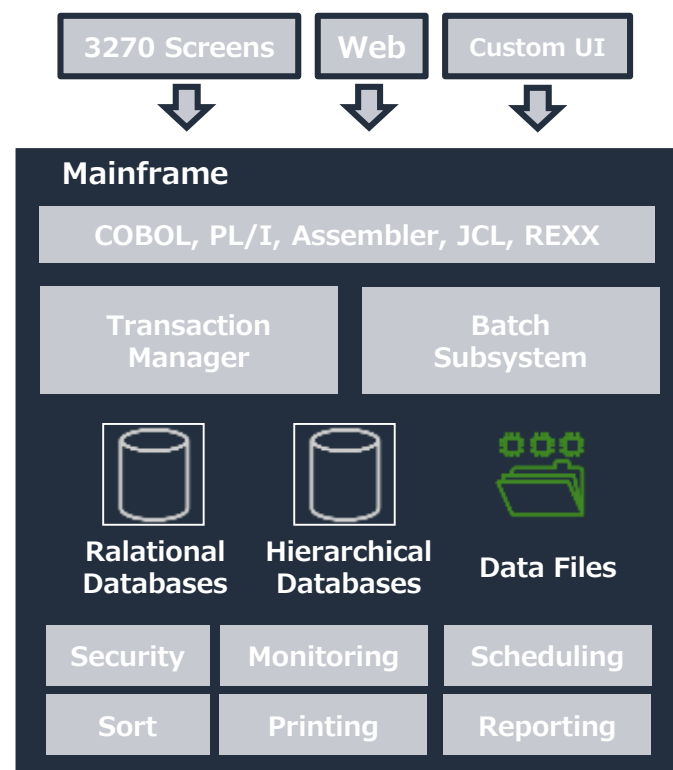 3270 Screens
Web
Custom UI
Mainframe
COBOL, PL/I, Assembler, JCL, REXX
Transaction
Manager
Batch
Subsystem
Ralational
Databases
Hierarchical
Databases
Data Files
Security
Monitoring
Scheduling
Sort
Printing
Reporting